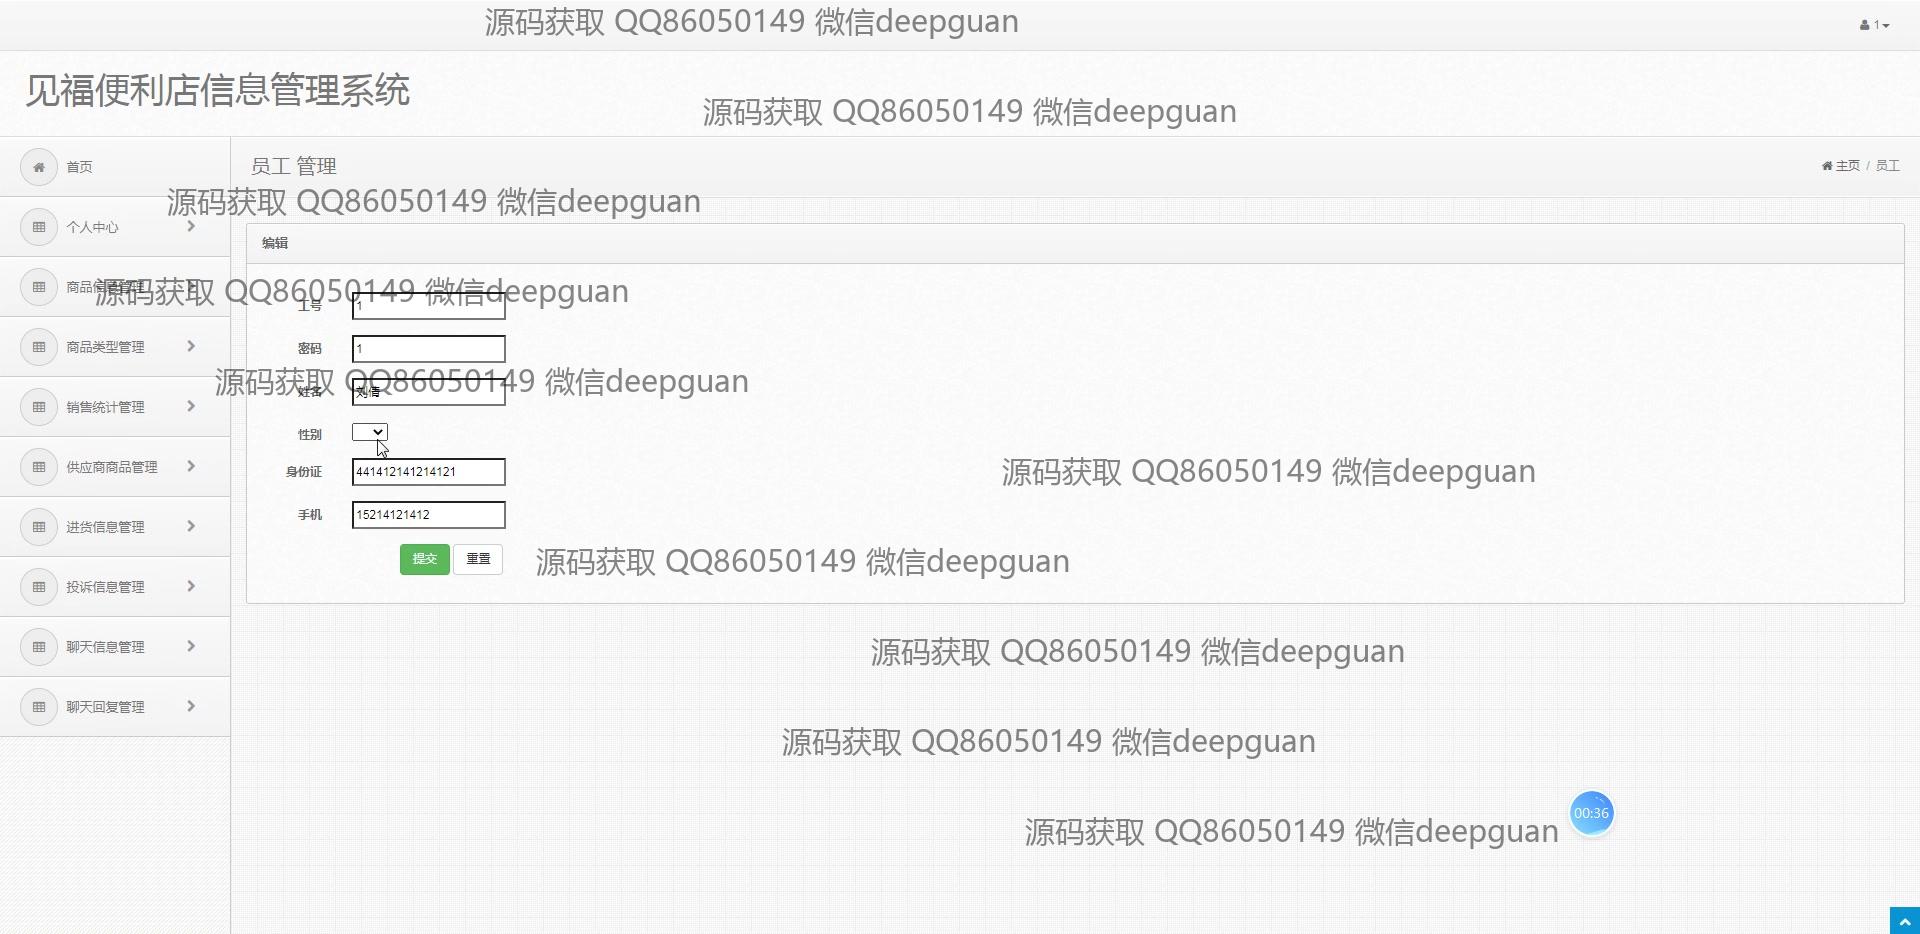 源码获取 QQ86050149 微信deepguan
1
见福便利店信息管理系统
源码获取 QQ86050149 微信deepguan
首页
员工 管理
主页 / 员工
源码获取 QQ86050149 微信deepguan
个人中心
编辑
商品信息管理
源码获取 QQ86050149 微信deepguan
工号 1
商品类型管理
密码 1
源码获取 QQ86050149 微信deepguan
姓名 刘倩
销售统计管理
性别
供应商商品管理
身份证 441412141214121
源码获取 QQ86050149 微信deepguan
手机 15214121412
进货信息管理
提交 重置
源码获取 QQ86050149 微信deepguan
投诉信息管理
聊天信息管理
源码获取 QQ86050149 微信deepguan
聊天回复管理
源码获取 QQ86050149 微信deepguan
00:36
源码获取 QQ86050149 微信deepguan